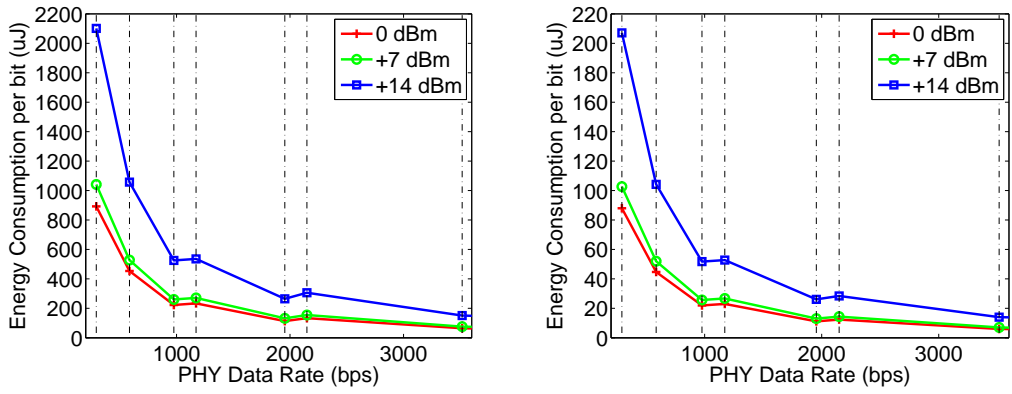 2200
2000
1800
1600
1400
1200
1000
800
600
400
200
0
Energy Consumption per bit (uJ)
1000 2000 3000
PHY Data Rate (bps)
0 dBm
+7 dBm
+14 dBm
220
200
180
160
140
120
100
80
60
40
20
0
Energy Consumption per bit (uJ)
1000 2000 3000
PHY Data Rate (bps)
0 dBm
+7 dBm
+14 dBm